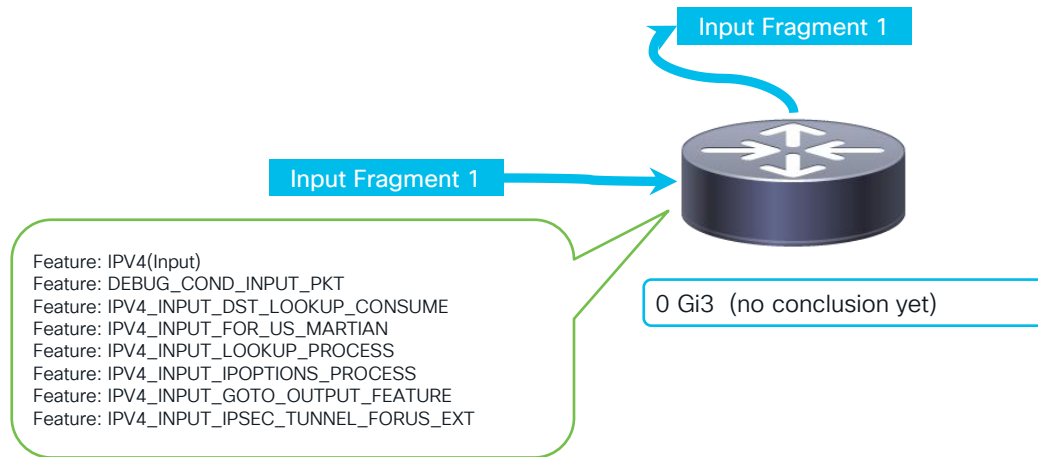 Input Fragment 1
Input Fragment 1
Feature: IPV4(Input)
Feature: DEBUG_COND_INPUT_PKT
Feature: IPV4_INPUT_DST_LOOKUP_CONSUME
Feature: IPV4_INPUT_FOR_US_MARTIAN
Feature: IPV4_INPUT_LOOKUP_PROCESS
Feature: IPV4_INPUT_IPOPTIONS_PROCESS
Feature: IPV4_INPUT_GOTO_OUTPUT_FEATURE
Feature: IPV4_INPUT_IPSEC_TUNNEL_FORUS_EXT
0 Gi3 (no conclusion yet)